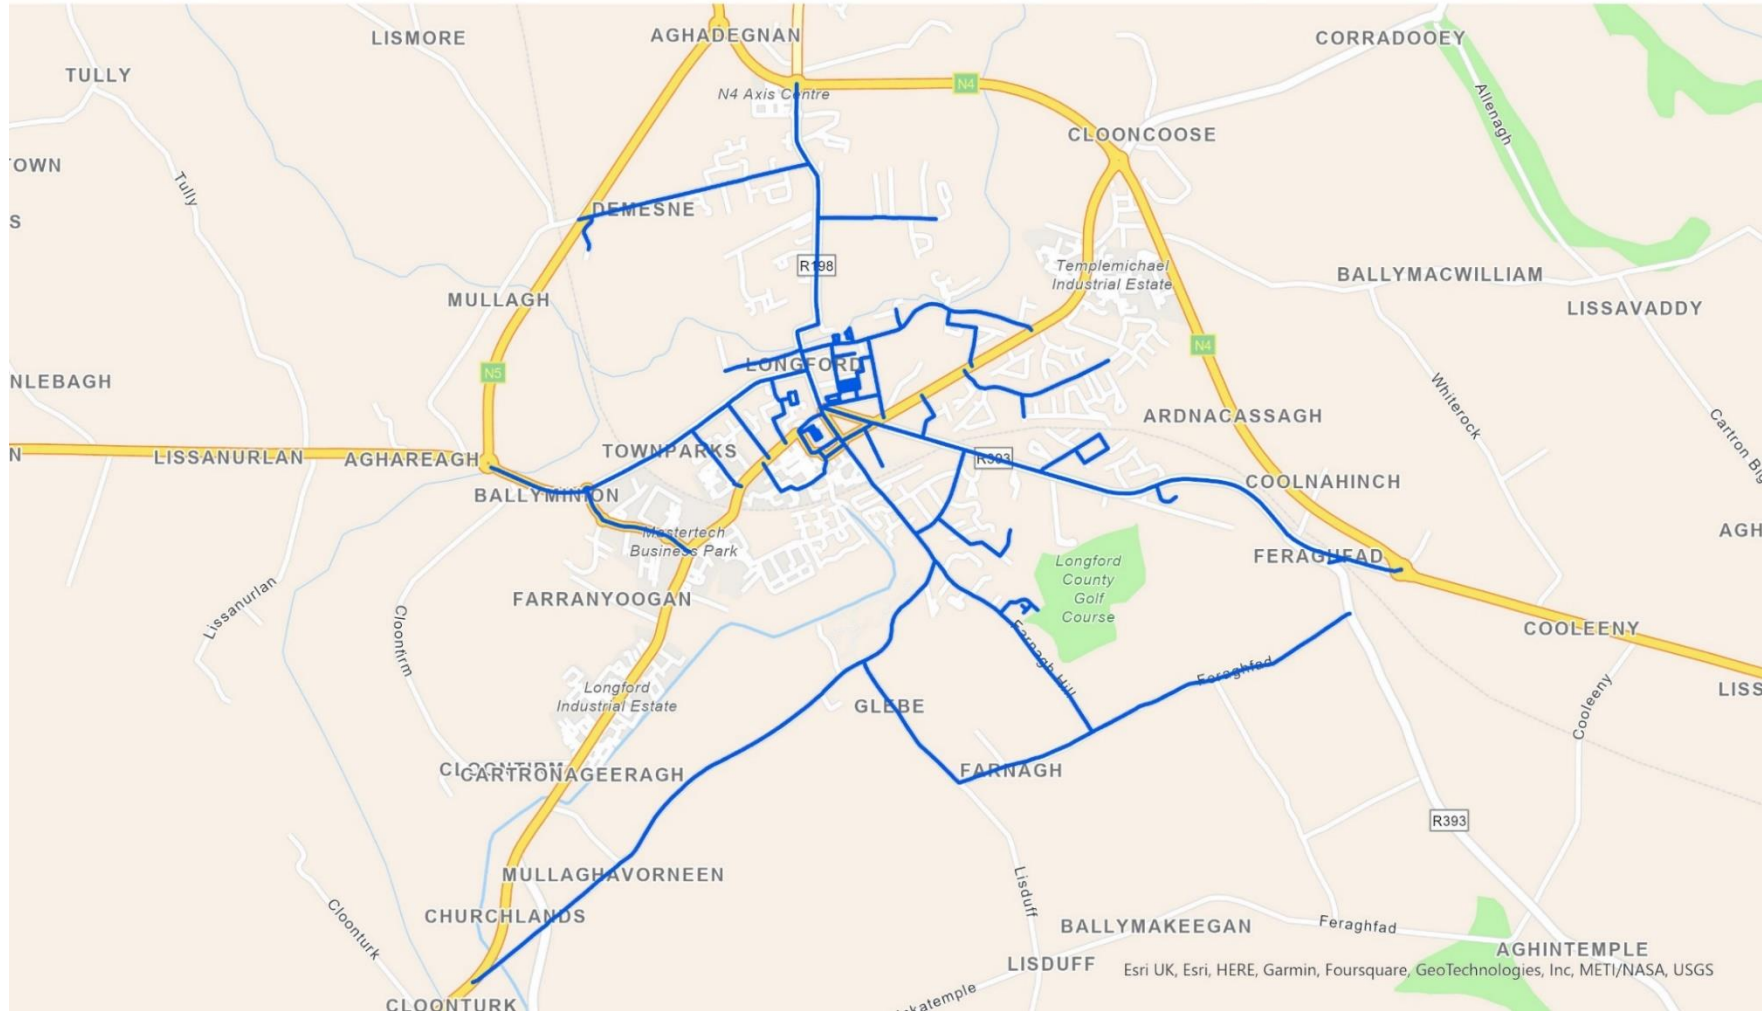 LISMORE
AGHADEGNAN
CORRADOOEY
TULLY
N4 Axis Centre
N4
Allenagh
CLOONCOOSE
TOWN
Tully
S
DEMESNE
R198
Templemichael
Industrial Estate
BALLYMACWILLIAM
MULLAGH
LISSAVADDY
N4
LONGFORD
N5
NLEBAGH
Whiterock
ARDNACASSAGH
Cartron Big
N
LISSANURLAN
AGHAREAGH
TOWNPARKS
R393
BALLYMINION
COOLNAHINCH
Mastertech
Business Park
AGH
FERAGHFAD
Longford
County
Golf
Course
Lissanurlan
FARRANYOOGAN
Cloontirm
COOLEENY
Farnagh Hill
Feraghfad
Longford
Industrial Estate
GLEBE
LISS
Cooleeny
CLOONTIRM
CARTRONAGEERAGH
FARNAGH
R393
MULLAGHAVORNEEN
Lisduff
CHURCHLANDS
Cloonturk
BALLYMAKEEGAN
Feraghfad
AGHINTEMPLE
LISDUFF
Esri UK, Esri, HERE, Garmin, Foursquare, GeoTechnologies, Inc, METI/NASA, USGS
CLOONTURK
skatemple